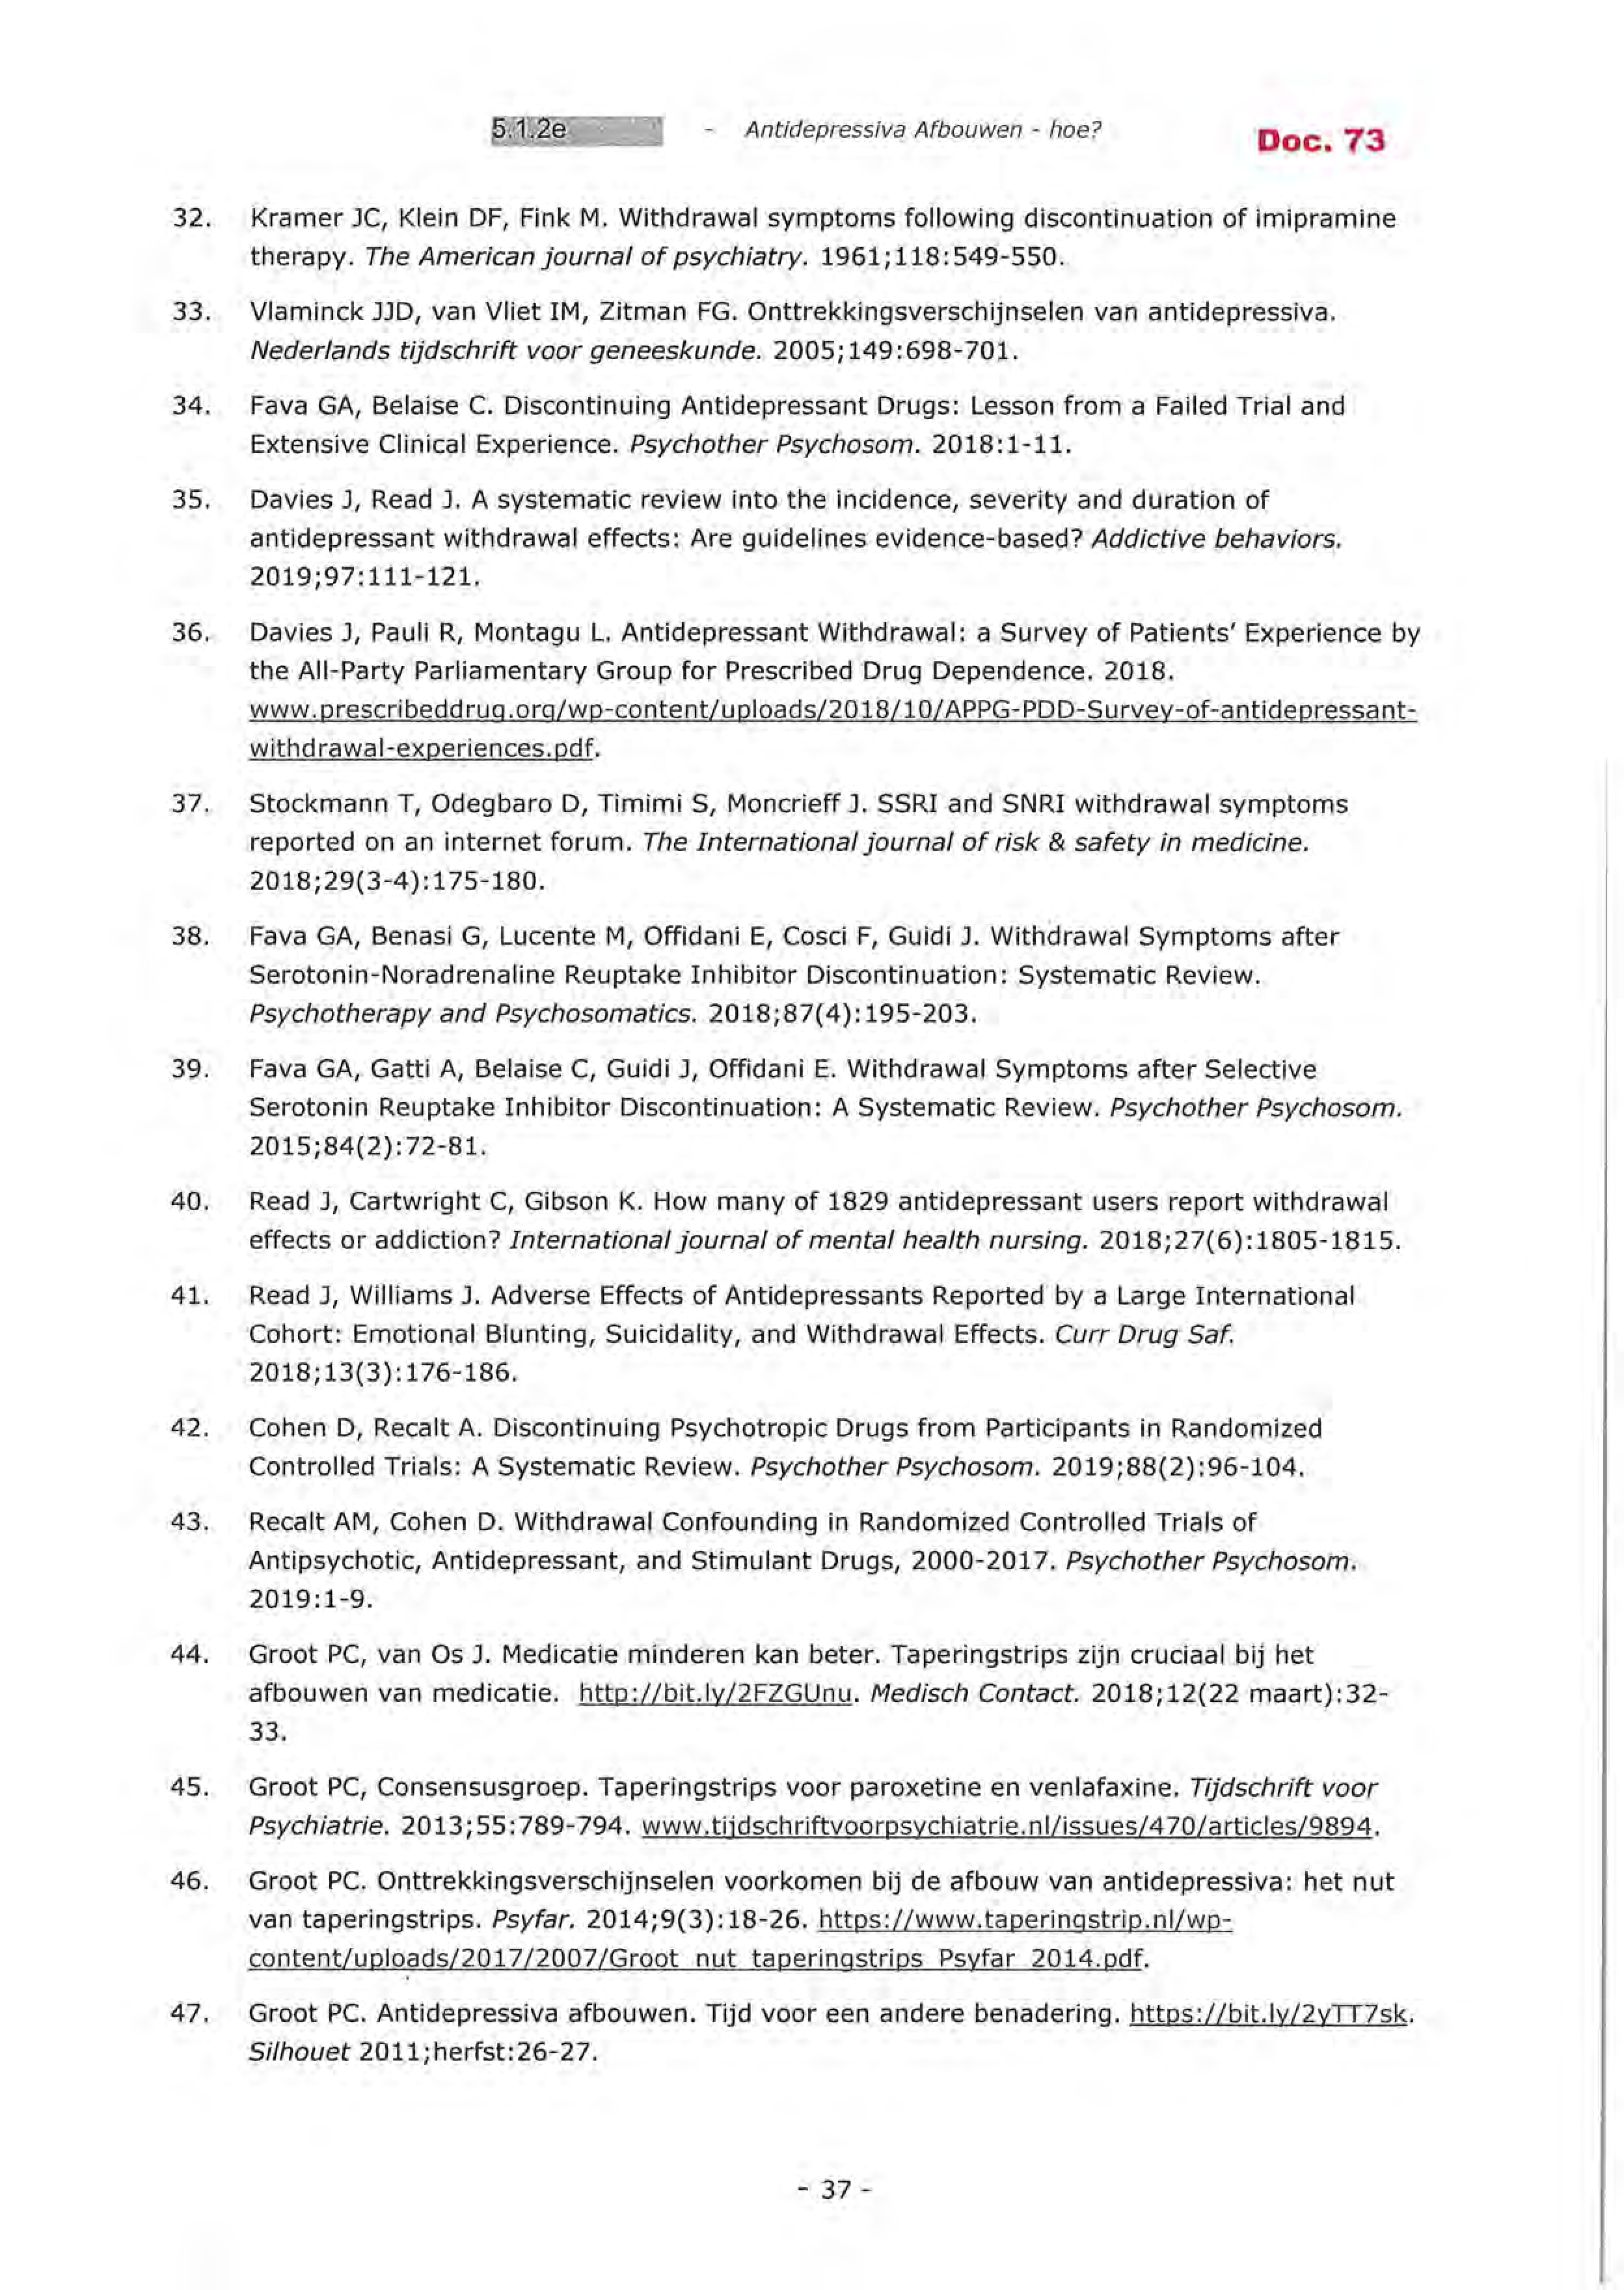 5.1.2e - Antidepressiva Afbouwen - hoe? Doc. 73
32. Kramer JC, Klein DF, Fink M. Withdrawal symptoms following discontinuation of imipramine
therapy. The American journal of psychiatry. 1961;118:549-550.
33. Vlaminck JJD, van Vliet IM, Zitman FG. Onttrekkingsverschijnselen van antidepressiva.
Nederlands tijdschrift voor geneeskunde. 2005;149:698-701.
34. Fava GA, Belaise C. Discontinuing Antidepressant Drugs: Lesson from a Failed Trial and
Extensive Clinical Experience. Psychother Psychosom. 2018:1-11.
35. Davies J, Read J. A systematic review into the incidence, severity and duration of
antidepressant withdrawal effects: Are guidelines evidence-based? Addictive behaviors.
2019;97:111-121.
36. Davies J, Pauli R, Montagu L. Antidepressant Withdrawal: a Survey of Patients' Experience by
the All-Party Parliamentary Group for Prescribed Drug Dependence. 2018.
www.prescribeddrug.org/wp-content/uploads/2018/10/APPG-PDD-Survey-of-antidepressant-
withdrawal-experiences.pdf.
37. Stockmann T, Odegbaro D, Timimi S, Moncrieff J. SSRI and SNRI withdrawal symptoms
reported on an internet forum. The International journal of risk & safety in medicine.
2018;29(3-4):175-180.
38. Fava GA, Benasi G, Lucente M, Offidani E, Cosci F, Guidi J. Withdrawal Symptoms after
Serotonin-Noradrenaline Reuptake Inhibitor Discontinuation: Systematic Review.
Psychotherapy and Psychosomatics. 2018;87(4):195-203.
39. Fava GA, Gatti A, Belaise C, Guidi J, Offidani E. Withdrawal Symptoms after Selective
Serotonin Reuptake Inhibitor Discontinuation: A Systematic Review. Psychother Psychosom.
2015;84(2):72-81.
40. Read J, Cartwright C, Gibson K. How many of 1829 antidepressant users report withdrawal
effects or addiction? International journal of mental health nursing. 2018;27(6):1805-1815.
41. Read J, Williams J. Adverse Effects of Antidepressants Reported by a Large International
Cohort: Emotional Blunting, Suicidality, and Withdrawal Effects. Curr Drug Saf.
2018;13(3):176-186.
42. Cohen D, Recalt A. Discontinuing Psychotropic Drugs from Participants in Randomized
Controlled Trials: A Systematic Review. Psychother Psychosom. 2019;88(2):96-104.
43. Recalt AM, Cohen D. Withdrawal Confounding in Randomized Controlled Trials of
Antipsychotic, Antidepressant, and Stimulant Drugs, 2000-2017. Psychother Psychosom.
2019:1-9.
44. Groot PC, van Os J. Medicatie minderen kan beter. Taperingstrips zijn cruciaal bij het
afbouwen van medicatie. http://bit.ly/2FZGUnu. Medisch Contact. 2018;12(22 maart):32-
33.
45. Groot PC, Consensusgroep. Taperingstrips voor paroxetine en venlafaxine. Tijdschrift voor
Psychiatrie. 2013;55:789-794. www.tijdschriftvoorpsychiatrie.nl/issues/470/articles/9894.
46. Groot PC. Onttrekkingsverschijnselen voorkomen bij de afbouw van antidepressiva: het nut
van taperingstrips. Psyfar. 2014;9(3):18-26. https://www.taperingstrip.nl/wp-
content/uploads/2017/2007/Groot_nut_taperingstrips_Psyfar_2014.pdf.
47. Groot PC. Antidepressiva afbouwen. Tijd voor een andere benadering. https://bit.ly/2yTT7sk.
Silhouet 2011;herfst:26-27.
- 37 -